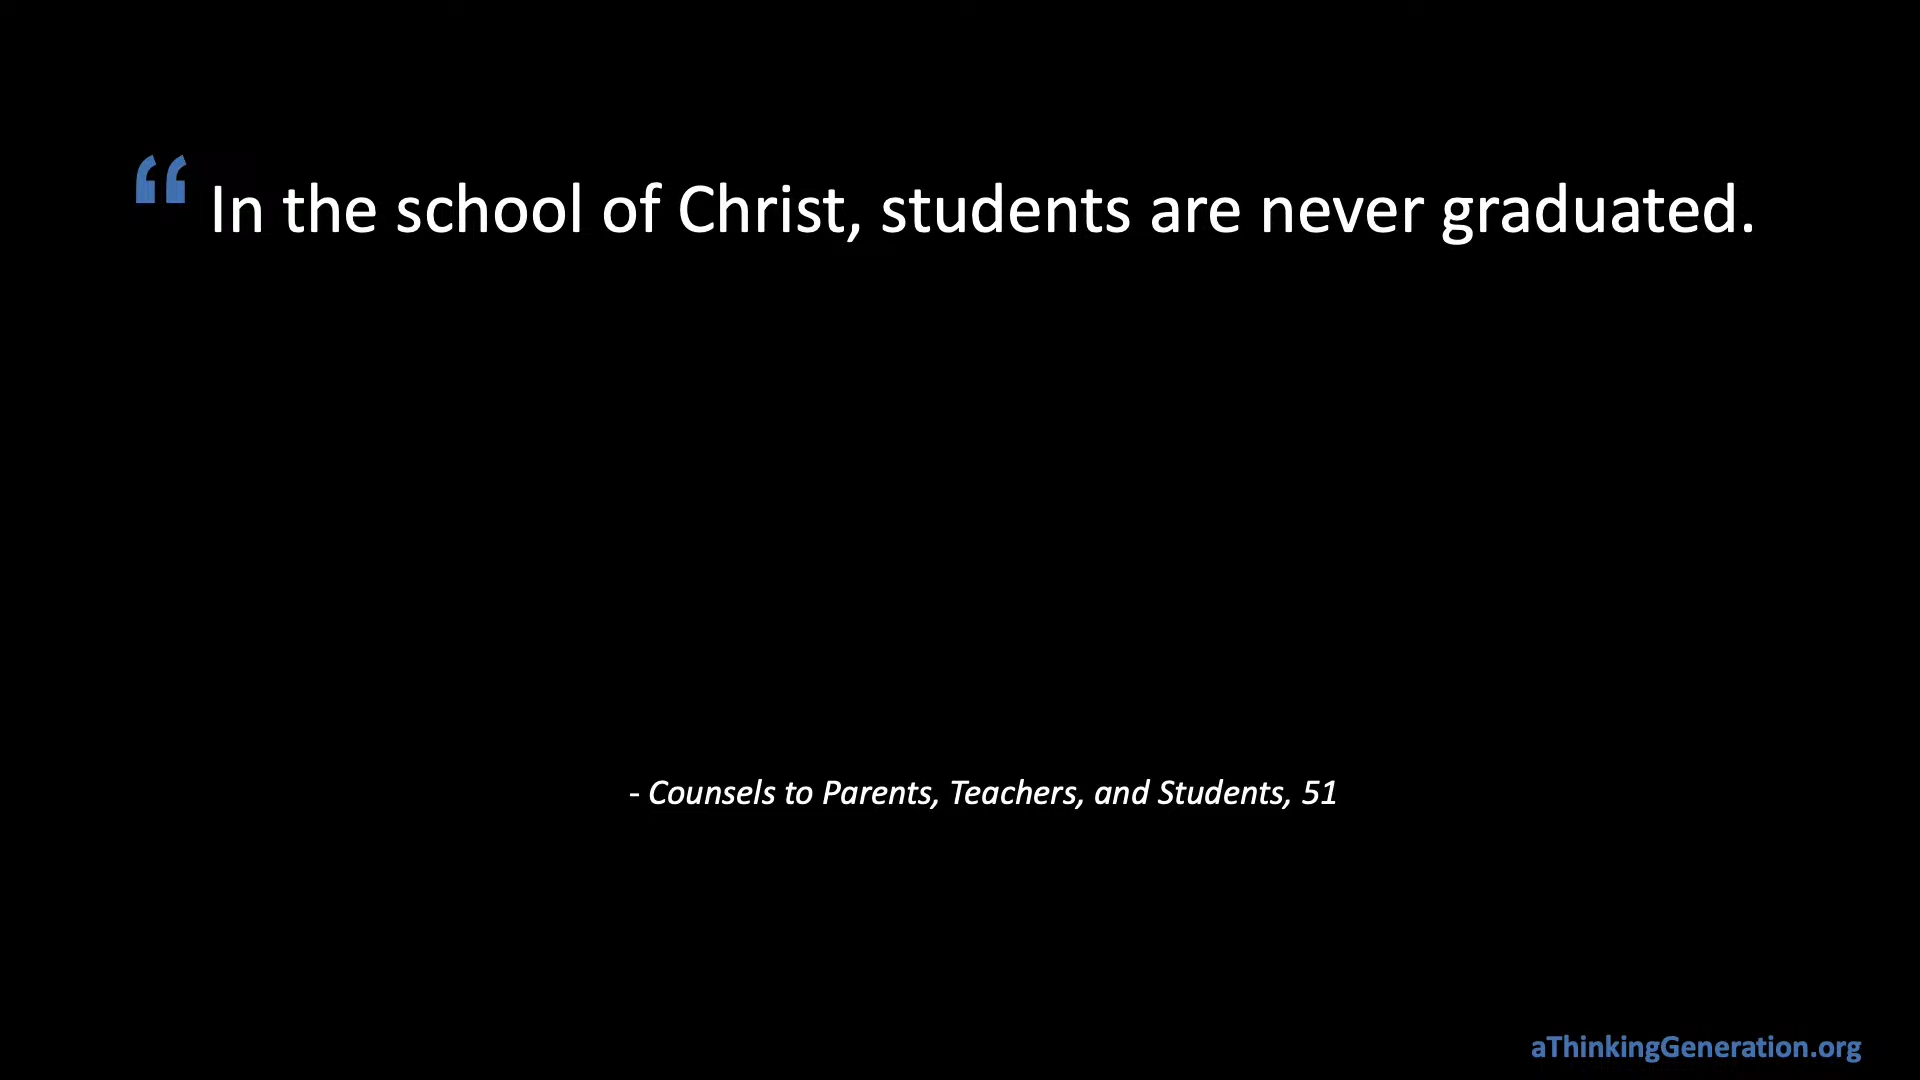 “ In the school of Christ, students are never graduated.
- Counsels to Parents, Teachers, and Students, 51
aThinkingGeneration.org